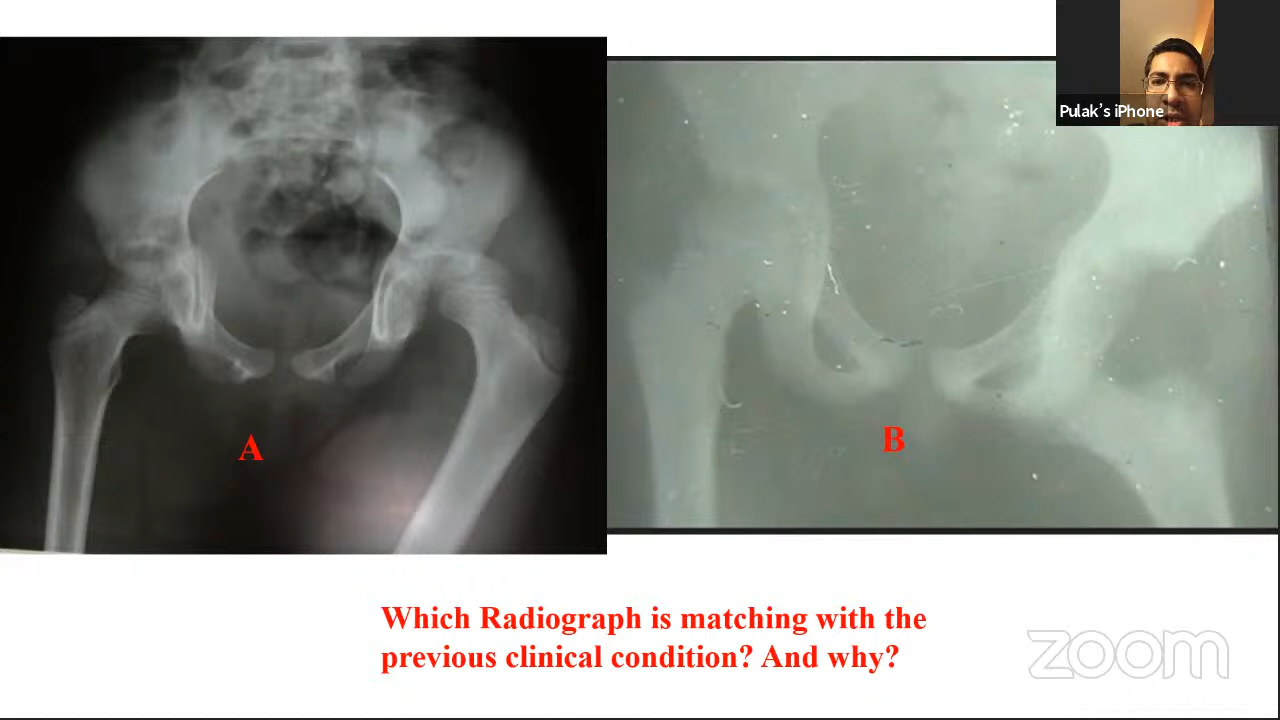 Pulak's iPhone
A
B
Which Radiograph is matching with the
previous clinical condition? And why?
zoom